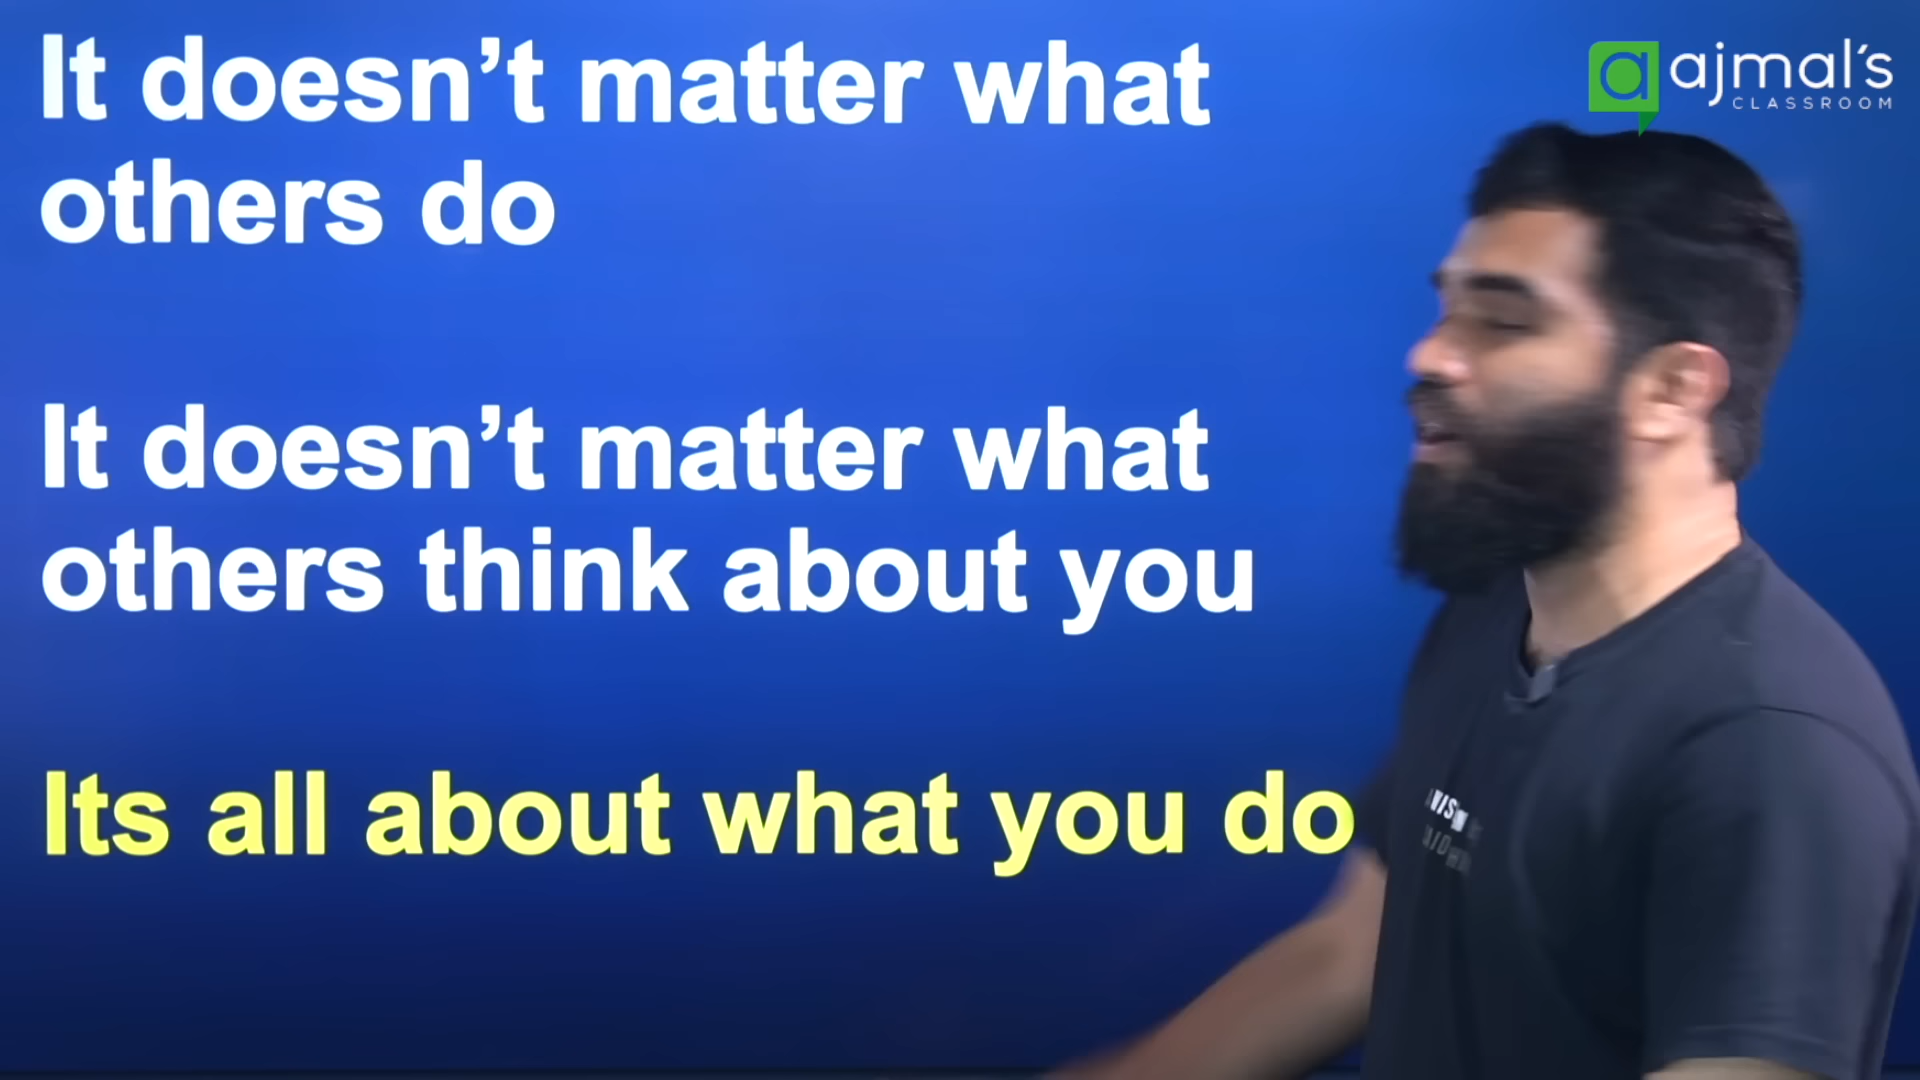 It doesn’t matter what
others do
It doesn’t matter what
others think about you
Its all about what you do
a ajmal’s
CLASSROOM